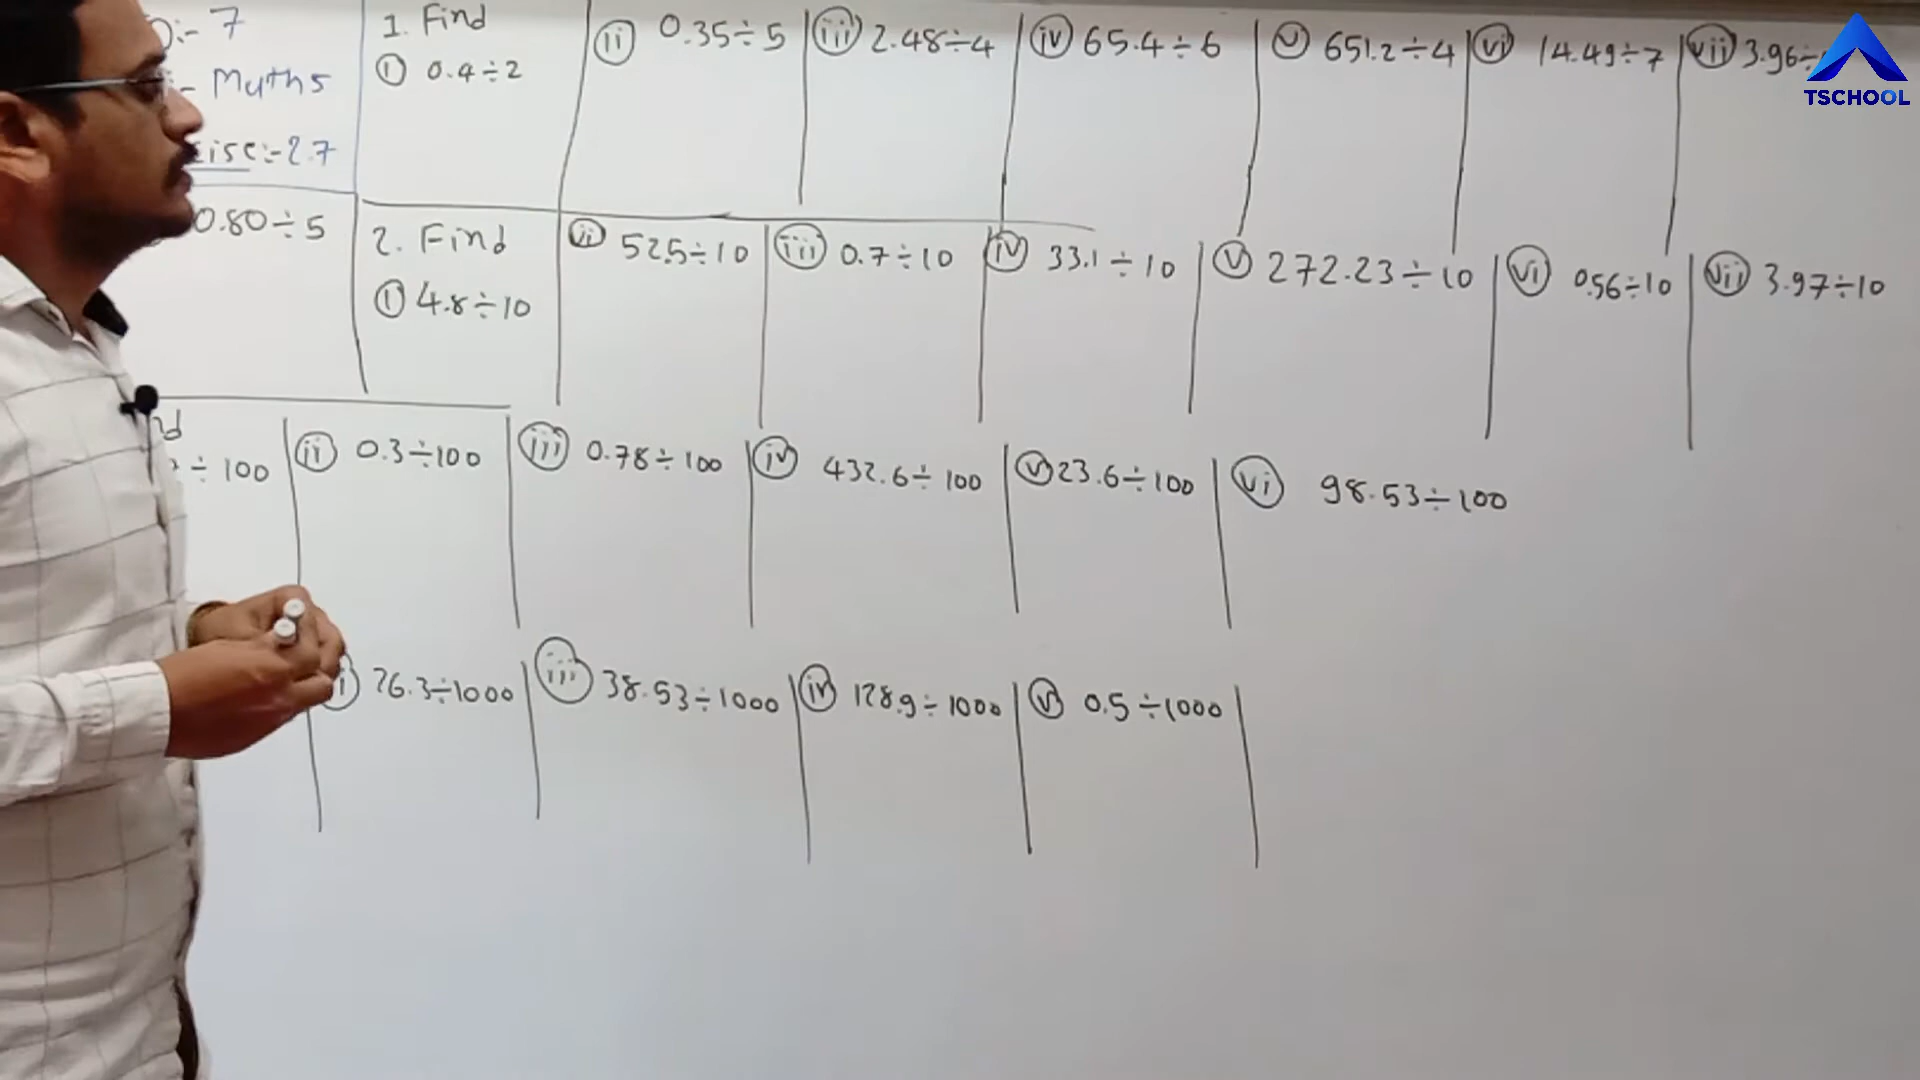 :- 7
:- Myths
cise:-2.7
1. Find
(i) 0.4÷2
(ii) 0.35÷5
(iii) 2.48÷4
(iv) 65.4÷6
(v) 651.2÷4
(vi) 14.49÷7
(vii) 3.96÷
TSCHOOL
0.80÷5
2. Find
(i) 4.8÷10
(ii) 52.5÷10
(iii) 0.7÷10
(iv) 33.1÷10
(v) 272.23÷10
(vi) 0.56÷10
(vii) 3.97÷10
÷100
(ii) 0.3÷100
(iii) 0.78÷100
(iv) 432.6÷100
(v) 23.6÷100
(vi) 98.53÷100
26.3÷1000
(iii) 38.53÷1000
(iv) 128.9÷1000
(v) 0.5÷1000